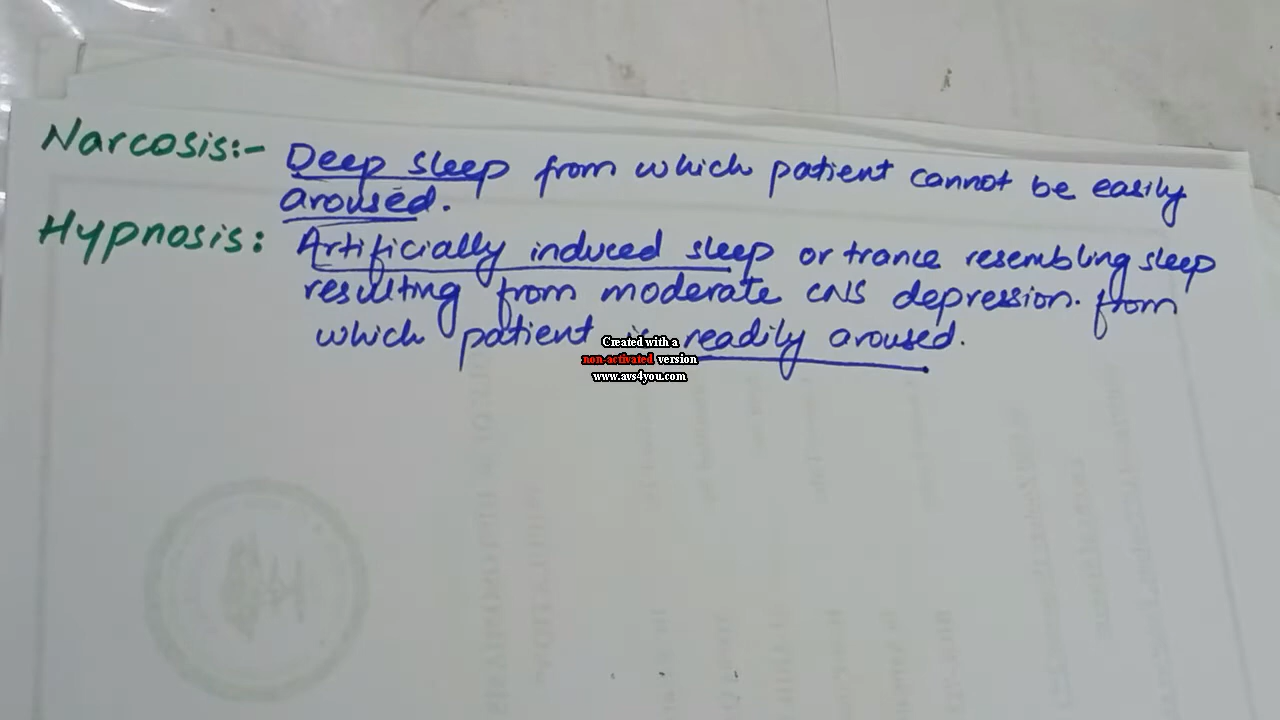 Narcosis:- Deep sleep from which patient cannot be easily
aroused.
Hypnosis: Artificially induced sleep or trance resembling sleep
resulting from moderate CNS depression. from
which patient is readily aroused.
Created with a
non-activated version
www.avs4you.com